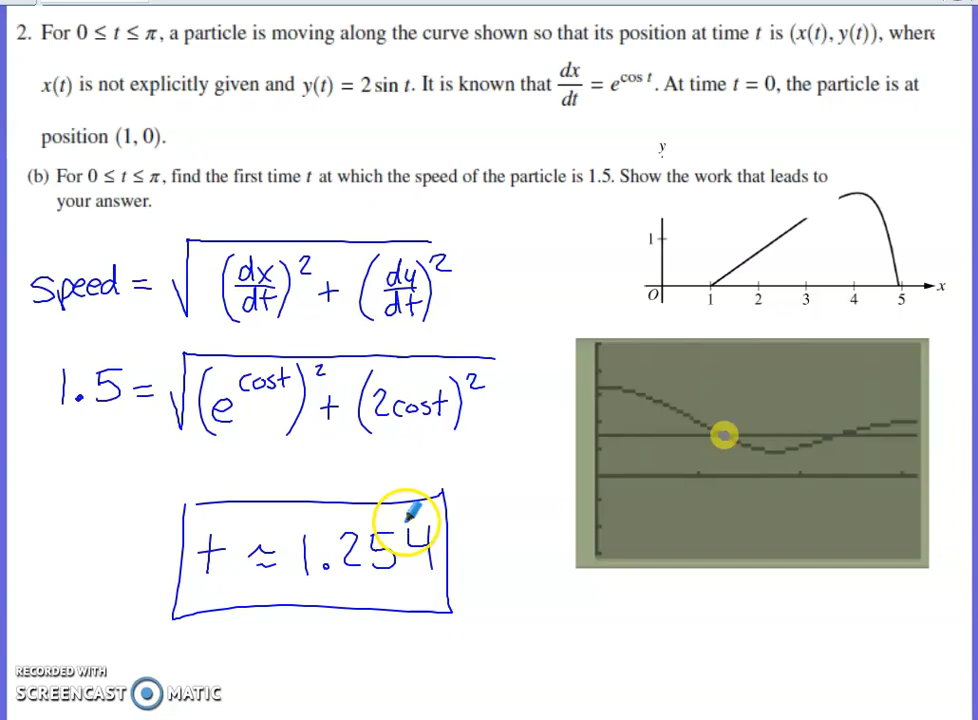 2. For 0 ≤ t ≤ π, a particle is moving along the curve shown so that its position at time t is (x(t), y(t)), where
x(t) is not explicitly given and y(t) = 2 sin t. It is known that dx/dt = e^(cos t). At time t = 0, the particle is at
position (1, 0).
(b) For 0 ≤ t ≤ π, find the first time t at which the speed of the particle is 1.5. Show the work that leads to
your answer.
y
1
O 1 2 3 4 5 x
speed = √((dx/dt)² + (dy/dt)²)
1.5 = √((e^(cost))² + (2cost)²)
t ≈ 1.254
RECORDED WITH
SCREENCAST MATIC